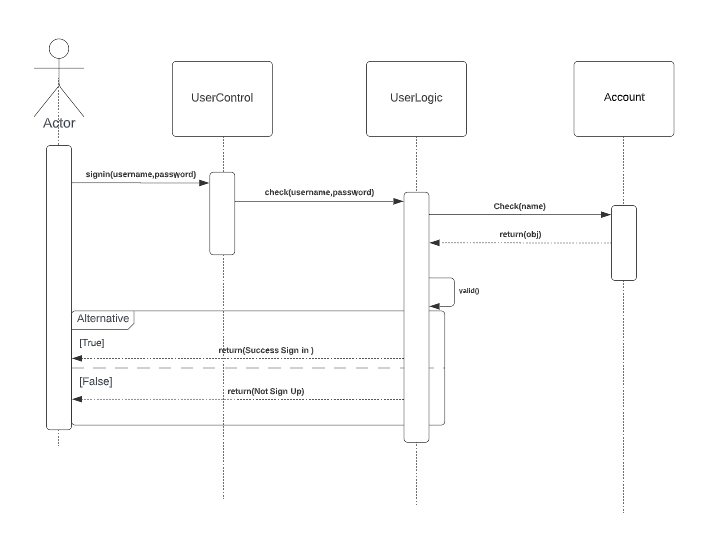 UserControl
UserLogic
Account
Actor
signin(username,password)
check(username,password)
Check(name)
return(obj)
valid()
Alternative
[True]
return(Success Sign in )
[False]
return(Not Sign Up)